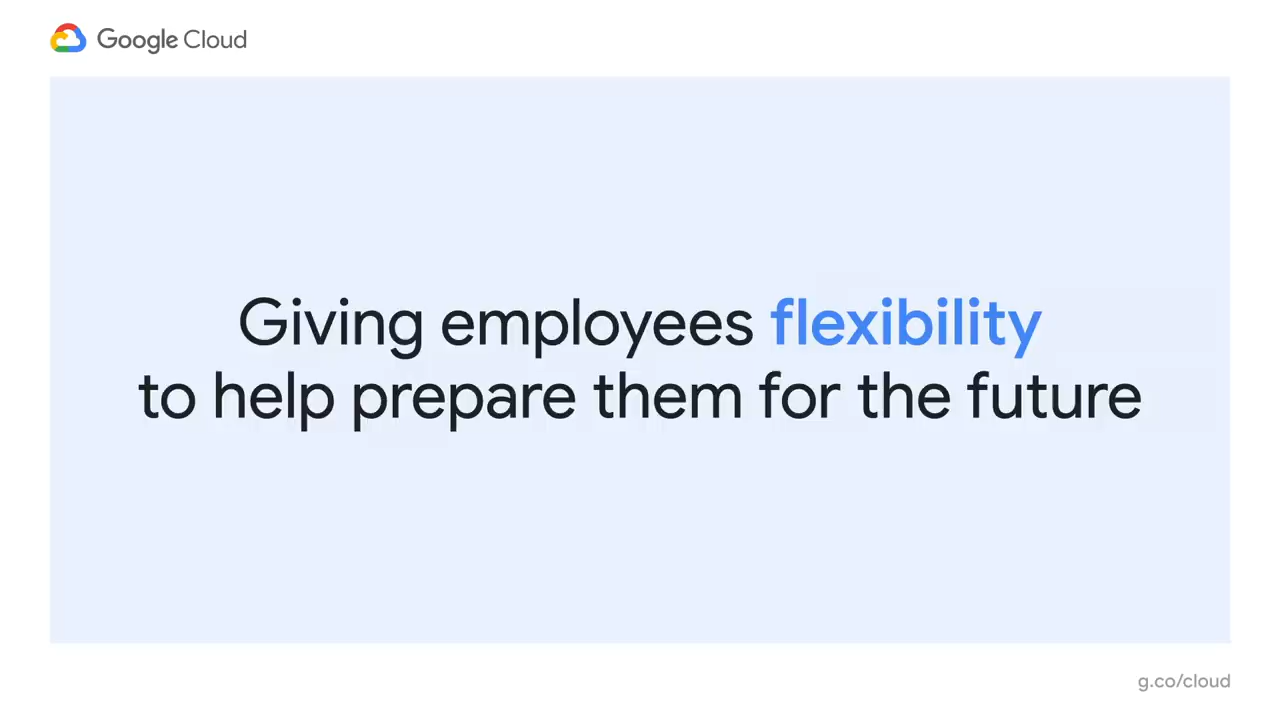 Google Cloud
Giving employees flexibility
to help prepare them for the future
g.co/cloud